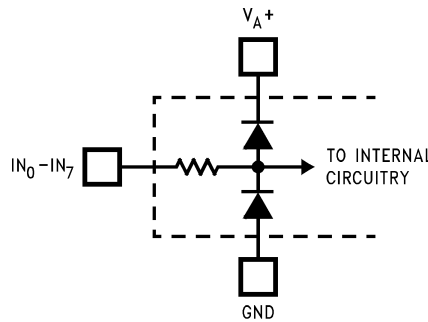 V_A+
IN_0–IN_7
TO INTERNAL
CIRCUITRY
GND